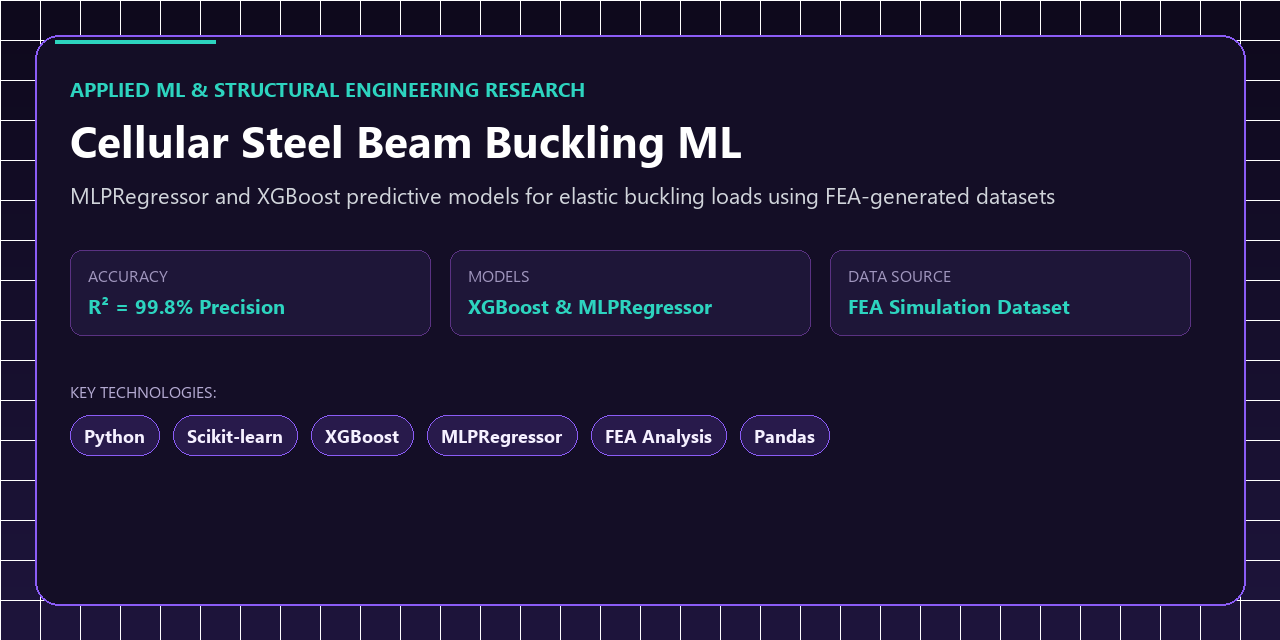 APPLIED ML & STRUCTURAL ENGINEERING RESEARCH
Cellular Steel Beam Buckling ML
MLPRegressor and XGBoost predictive models for elastic buckling loads using FEA-generated datasets
ACCURACY
R² = 99.8% Precision
MODELS
XGBoost & MLPRegressor
DATA SOURCE
FEA Simulation Dataset
KEY TECHNOLOGIES:
Python
Scikit-learn
XGBoost
MLPRegressor
FEA Analysis
Pandas